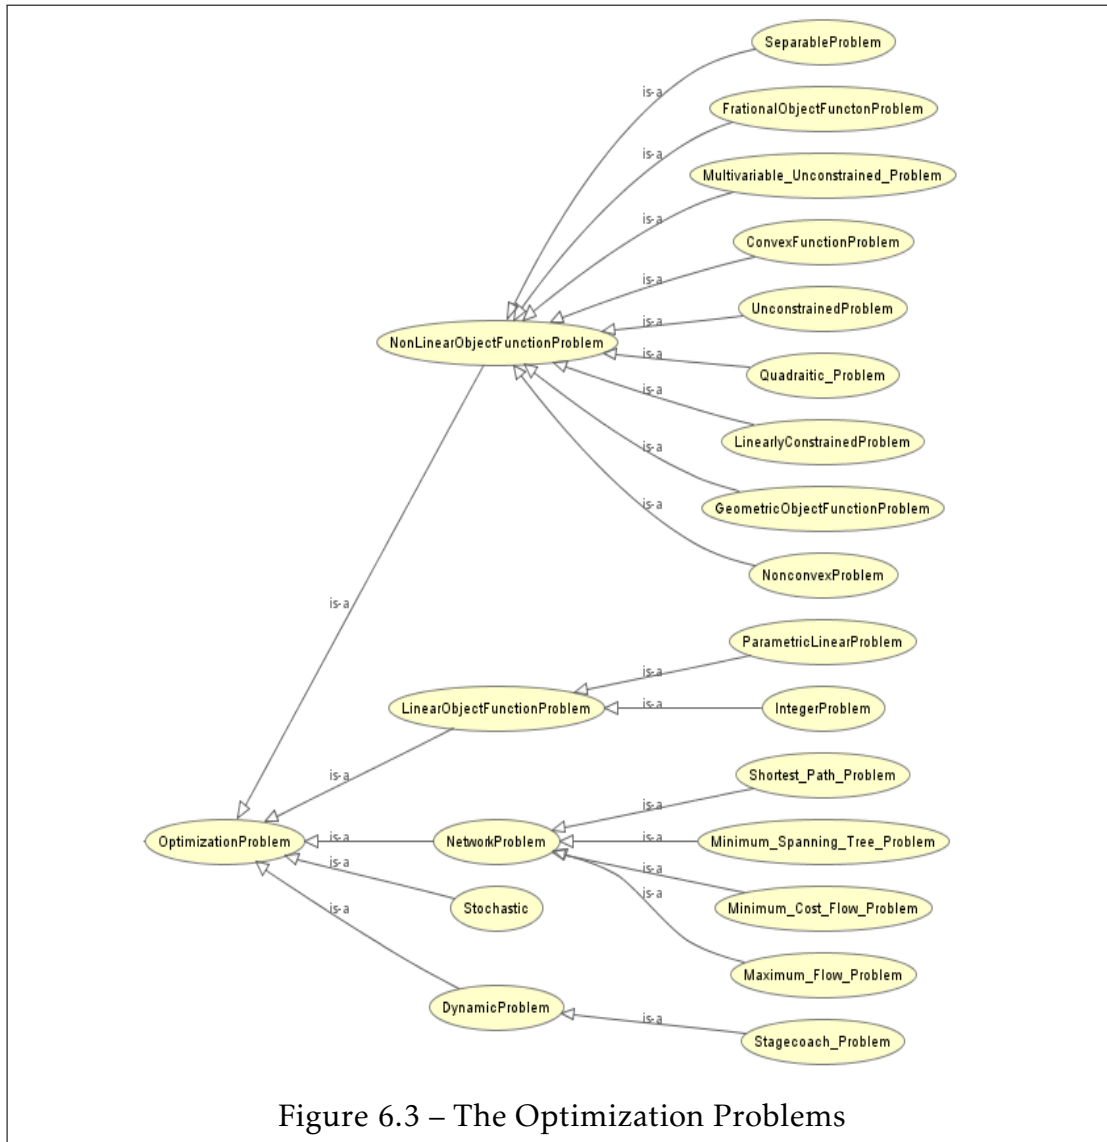 SeparableProblem
is-a
FrationalObjectFunctonProblem
is-a
Multivariable_Unconstrained_Problem
is-a
ConvexFunctionProblem
is-a
UnconstrainedProblem
is-a
NonLinearObjectFunctionProblem
is-a
Quadraitic_Problem
is-a
LinearlyConstrainedProblem
is-a
GeometricObjectFunctionProblem
is-a
NonconvexProblem
is-a
ParametricLinearProblem
is-a
LinearObjectFunctionProblem
is-a
IntegerProblem
is-a
Shortest_Path_Problem
is-a
OptimizationProblem
is-a
NetworkProblem
is-a
Minimum_Spanning_Tree_Problem
is-a
is-a
Stochastic
is-a
Minimum_Cost_Flow_Problem
is-a
Maximum_Flow_Problem
DynamicProblem
is-a
Stagecoach_Problem
Figure 6.3 – The Optimization Problems